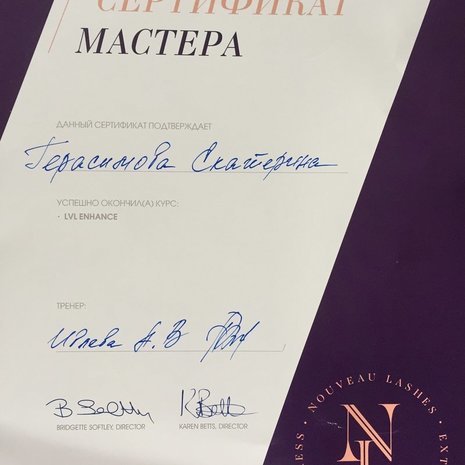 СЕРТИФИКАТ
МАСТЕРА
ДАННЫЙ СЕРТИФИКАТ ПОДТВЕРЖДАЕТ
Герасимова Екатерина
УСПЕШНО ОКОНЧИЛ(А) КУРС:
• LVL ENHANCE
ТРЕНЕР:
А.В
BRIDGETTE SOFTLEY, DIRECTOR
K Betts
KAREN BETTS, DIRECTOR
• NOUVEAU LASHES •
N